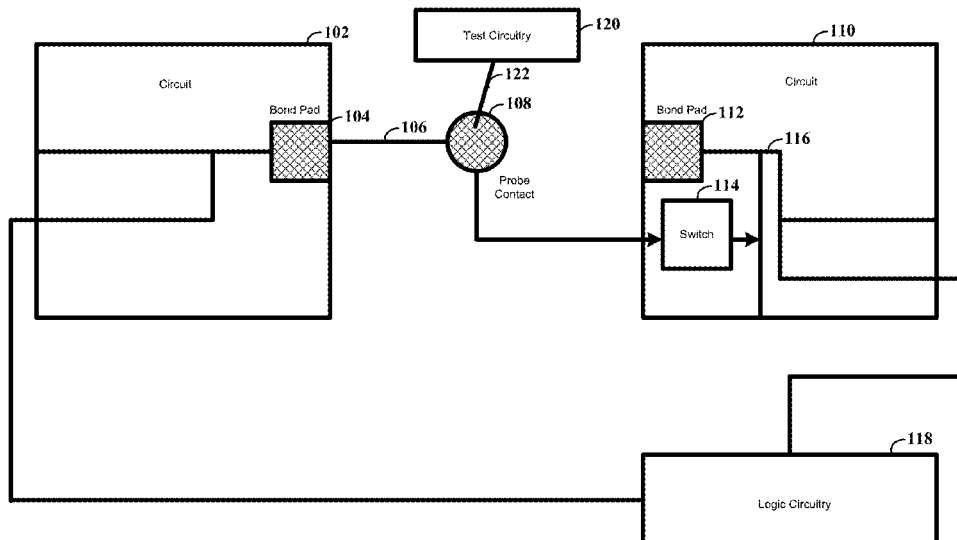 120
Test Circuitry
102
110
Circuit
122
Circuit
108
Bond Pad
104
Bond Pad
112
106
116
Probe
Contact
114
Switch
118
Logic Circuitry